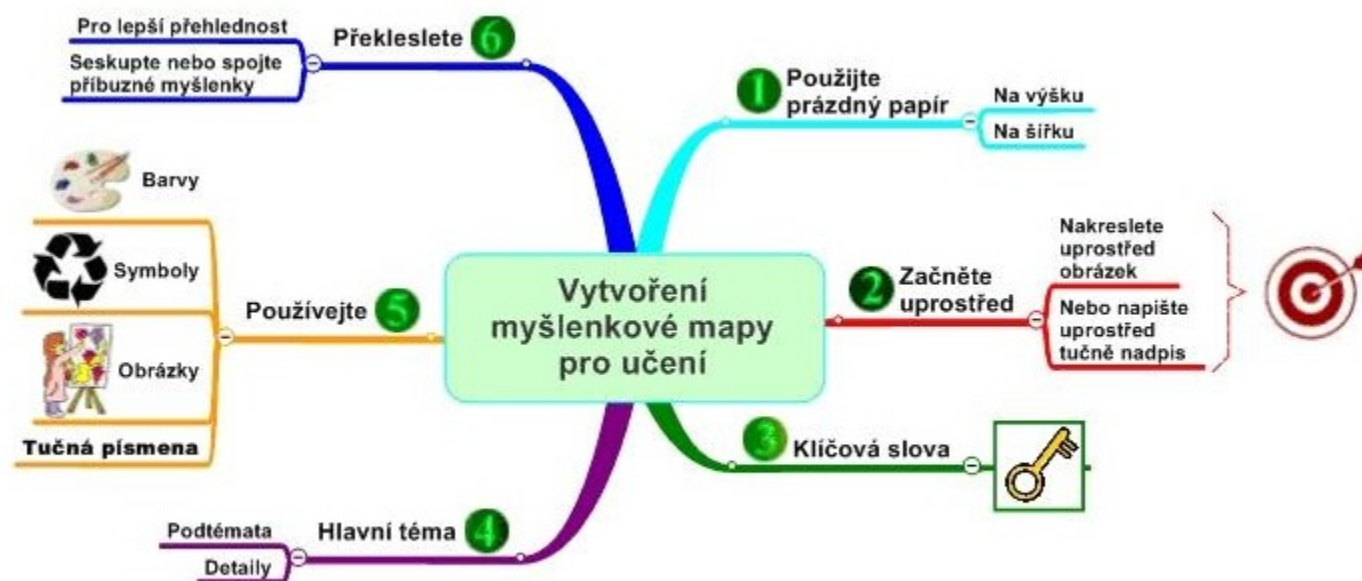 Vytvoření
myšlenkové mapy
pro učení
1 Použijte
prázdný papír
Na výšku
Na šířku
2 Začněte
uprostřed
Nakreslete
uprostřed
obrázek
Nebo napište
uprostřed
tučně nadpis
3 Klíčová slova
Hlavní téma 4
Podtémata
Detaily
Používejte 5
Barvy
Symboly
Obrázky
Tučná písmena
Překleslete 6
Pro lepší přehlednost
Seskupte nebo spojte
příbuzné myšlenky